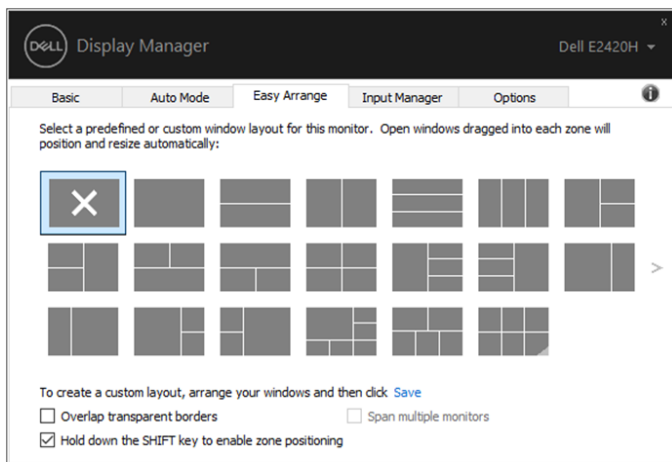 x
DELL Display Manager Dell E2420H
Basic Auto Mode Easy Arrange Input Manager Options i
Select a predefined or custom window layout for this monitor. Open windows dragged into each zone will
position and resize automatically:
To create a custom layout, arrange your windows and then click Save
Overlap transparent borders Span multiple monitors
Hold down the SHIFT key to enable zone positioning